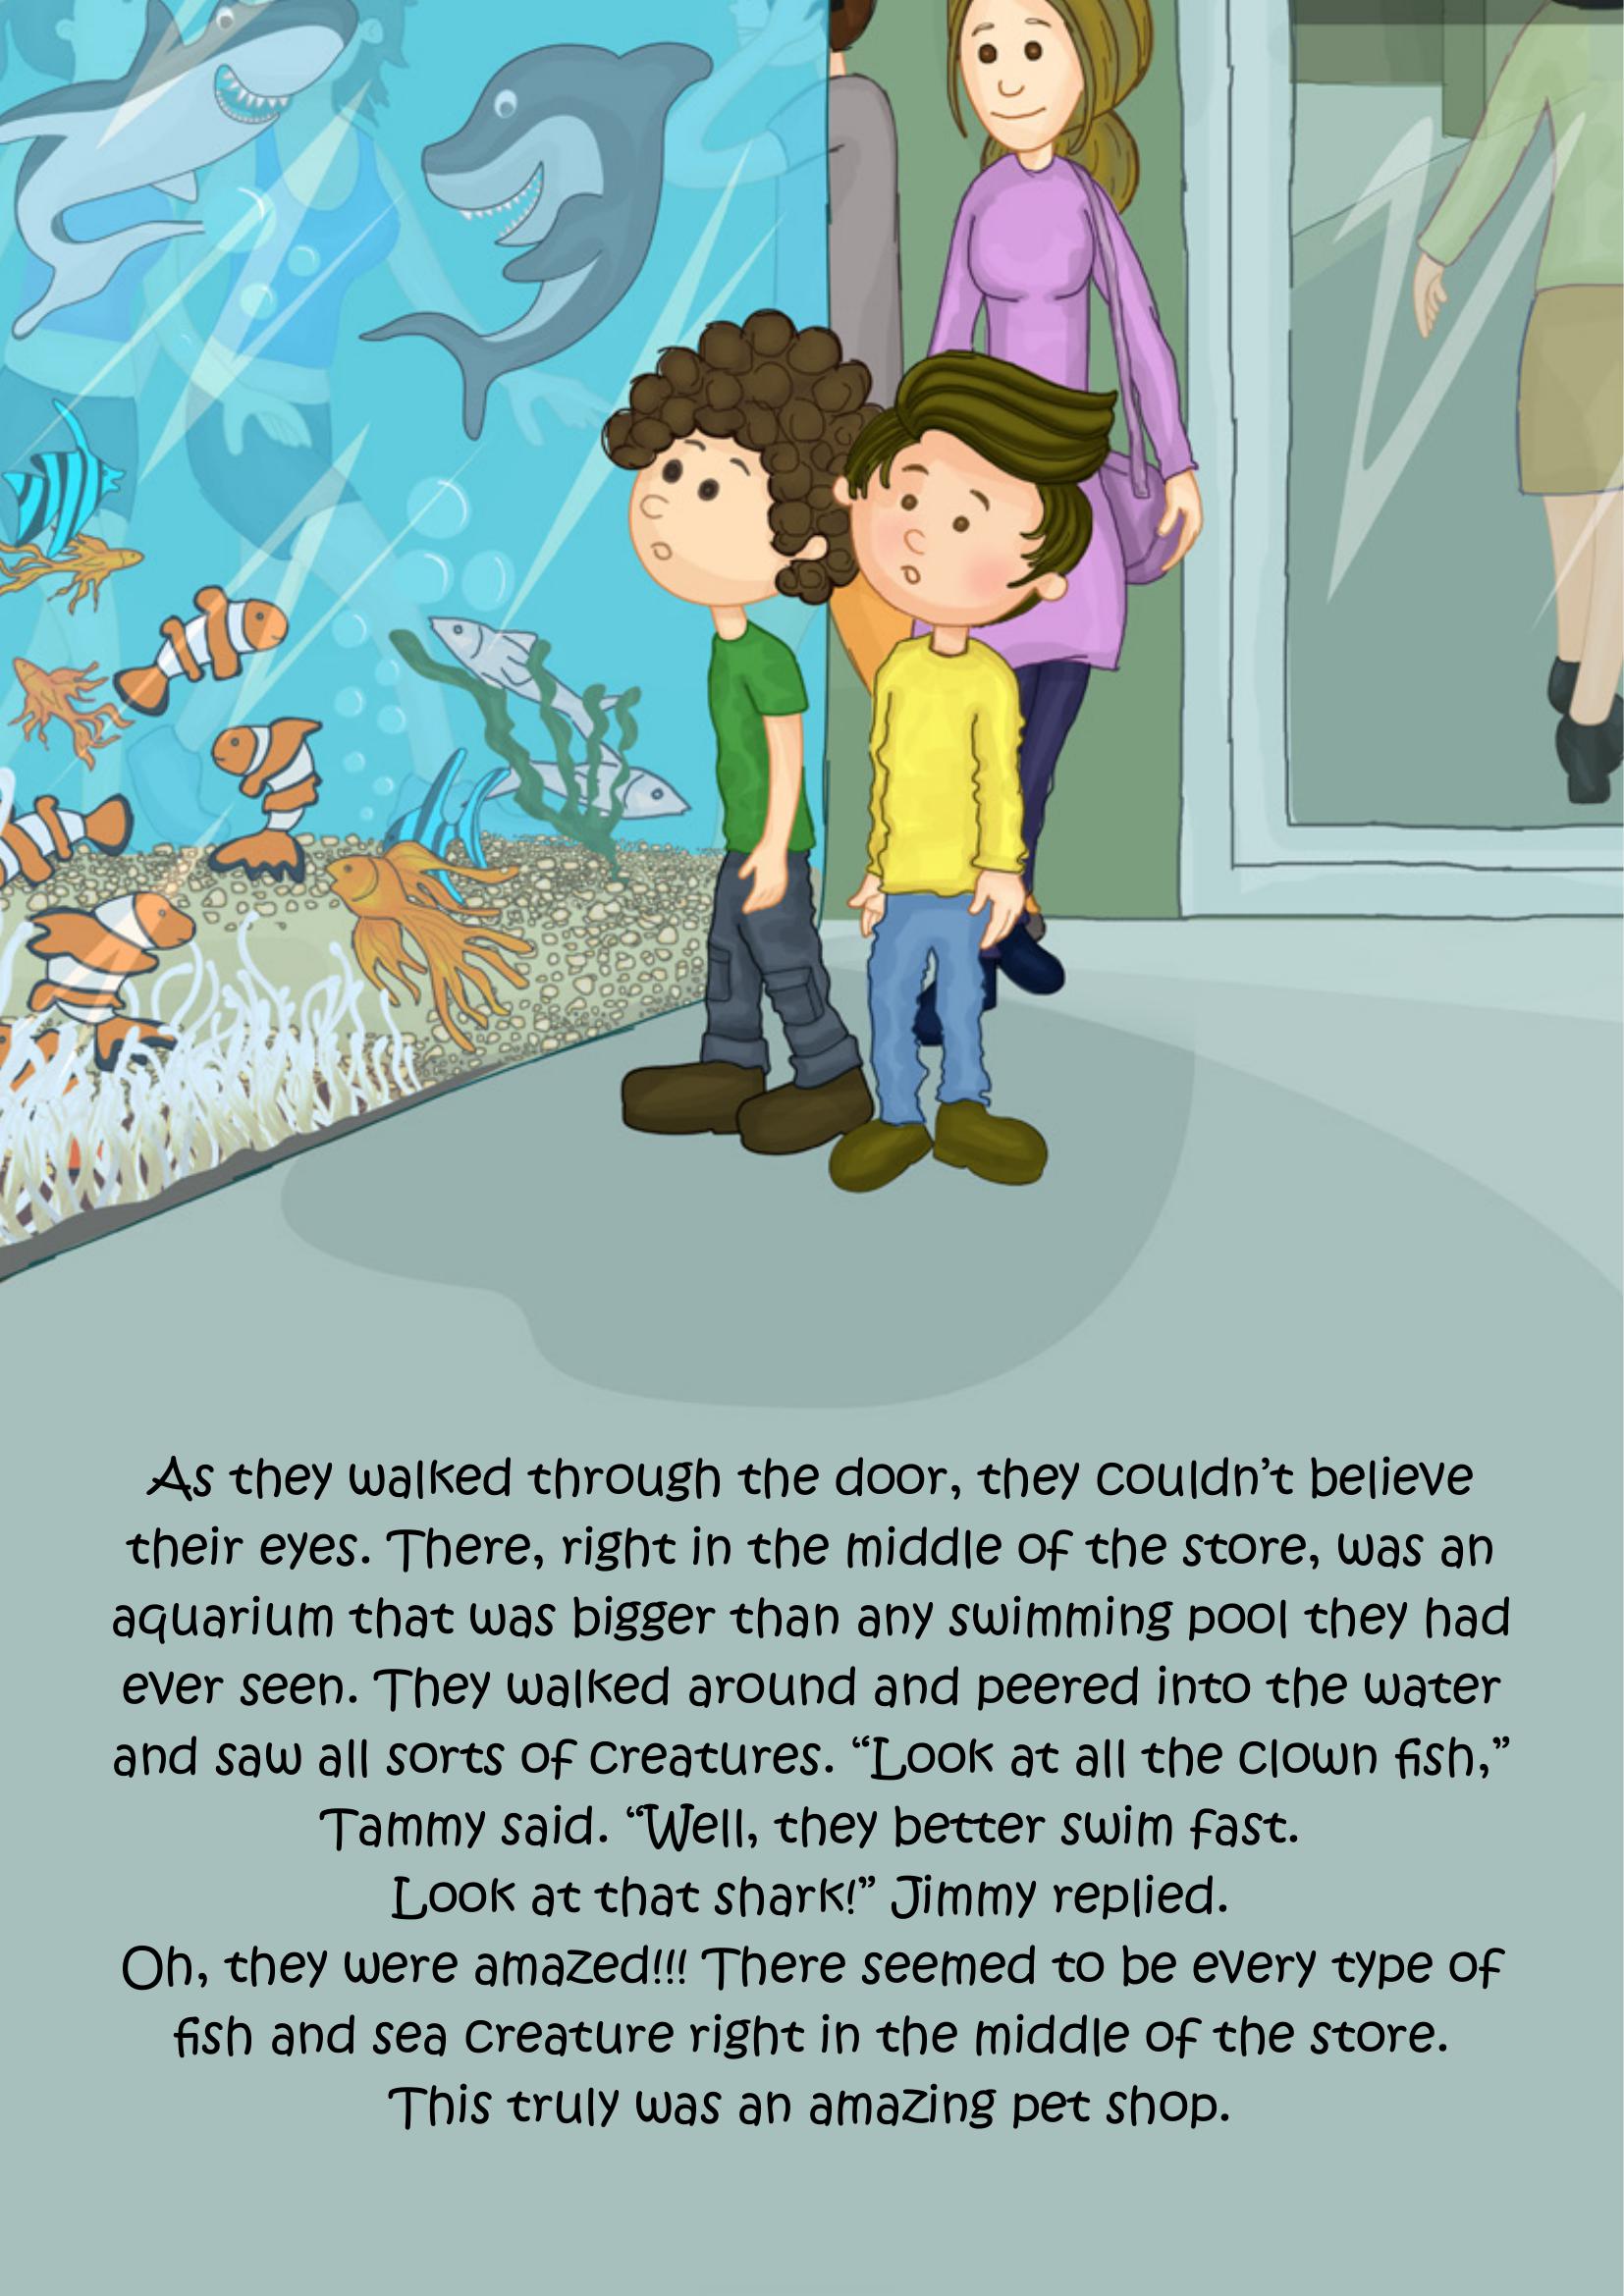 As they walked through the door, they couldn’t believe
their eyes. There, right in the middle of the store, was an
aquarium that was bigger than any swimming pool they had
ever seen. They walked around and peered into the water
and saw all sorts of creatures. “Look at all the clown fish,”
Tammy said. “Well, they better swim fast.
Look at that shark!” Jimmy replied.
Oh, they were amazed!!! There seemed to be every type of
fish and sea creature right in the middle of the store.
This truly was an amazing pet shop.